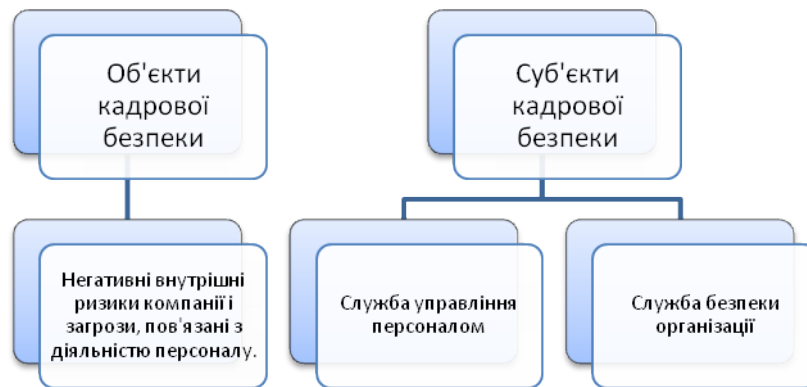 Об'єкти
кадрової
безпеки
Суб'єкти
кадрової
безпеки
Негативні внутрішні
ризики компанії і
загрози, пов'язані з
діяльністю персоналу.
Служба управління
персоналом
Служба безпеки
організації